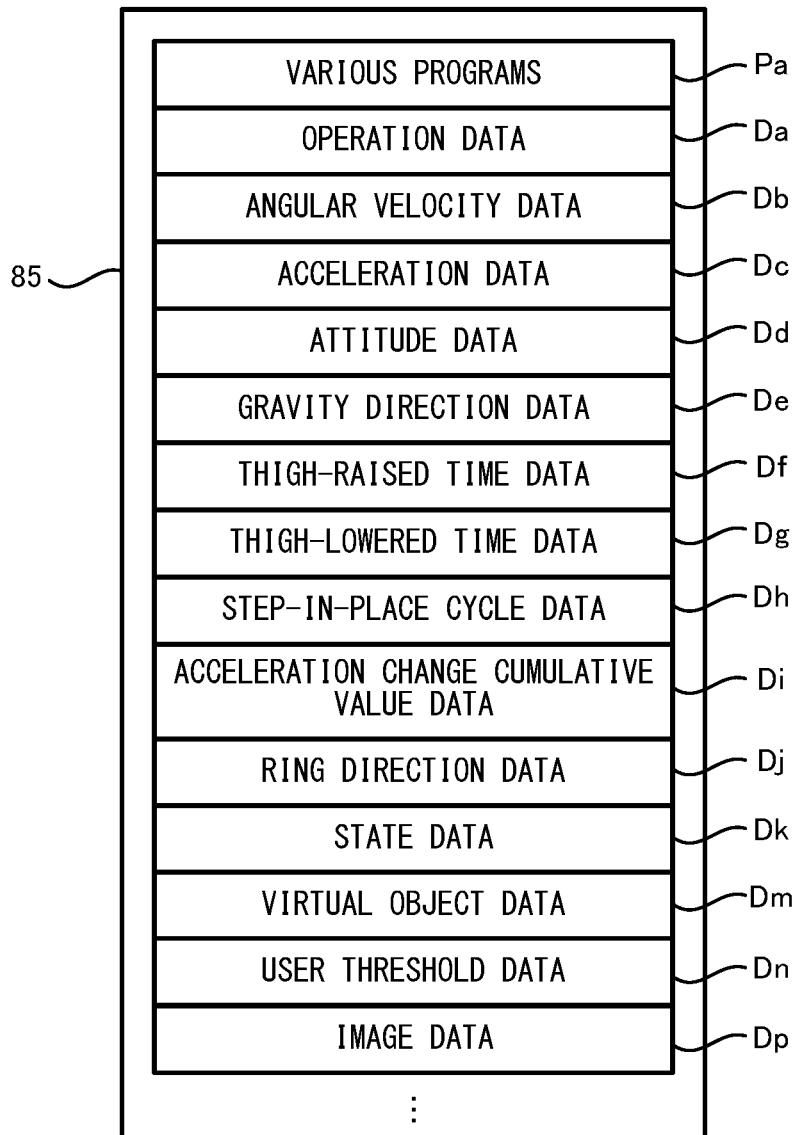 VARIOUS PROGRAMS Pa
OPERATION DATA Da
ANGULAR VELOCITY DATA Db
85 ACCELERATION DATA Dc
ATTITUDE DATA Dd
GRAVITY DIRECTION DATA De
THIGH-RAISED TIME DATA Df
THIGH-LOWERED TIME DATA Dg
STEP-IN-PLACE CYCLE DATA Dh
ACCELERATION CHANGE CUMULATIVE
VALUE DATA Di
RING DIRECTION DATA Dj
STATE DATA Dk
VIRTUAL OBJECT DATA Dm
USER THRESHOLD DATA Dn
IMAGE DATA Dp
⋮